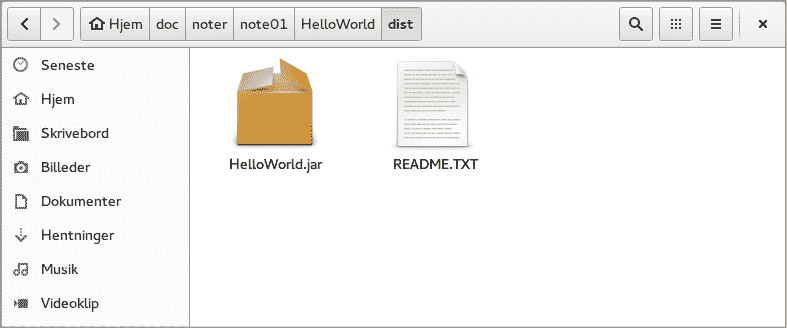 Hjem doc noter note01 HelloWorld dist
Seneste
Hjem
Skrivebord
Billeder
Dokumenter
Hentninger
Musik
Videoklip
HelloWorld.jar README.TXT